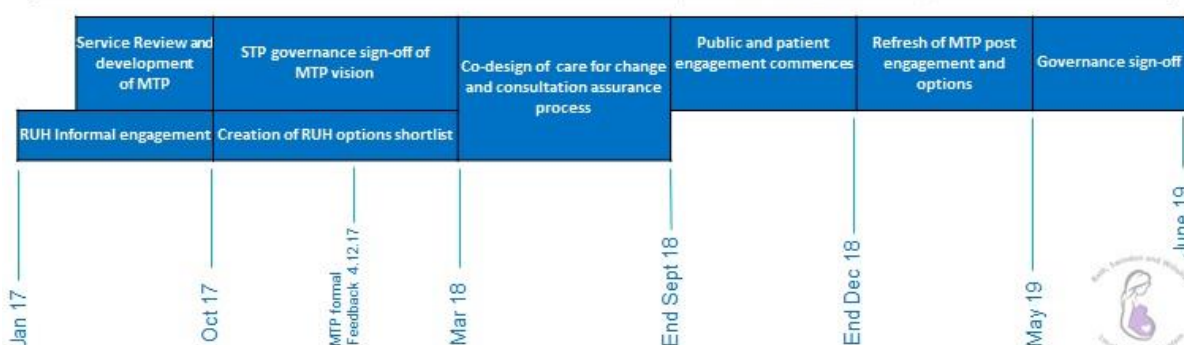 Service Review and
development
of MTP
STP governance sign-off of
MTP vision
Co-design of care for change
and consultation assurance
process
Public and patient
engagement commences
Refresh of MTP post
engagement and
options
Governance sign-off
RUH Informal engagement
Creation of RUH options shortlist
Jan 17
Oct 17
MTP formal
Feedback 4.12.17
Mar 18
End Sept 18
End Dec 18
May 19
June 19